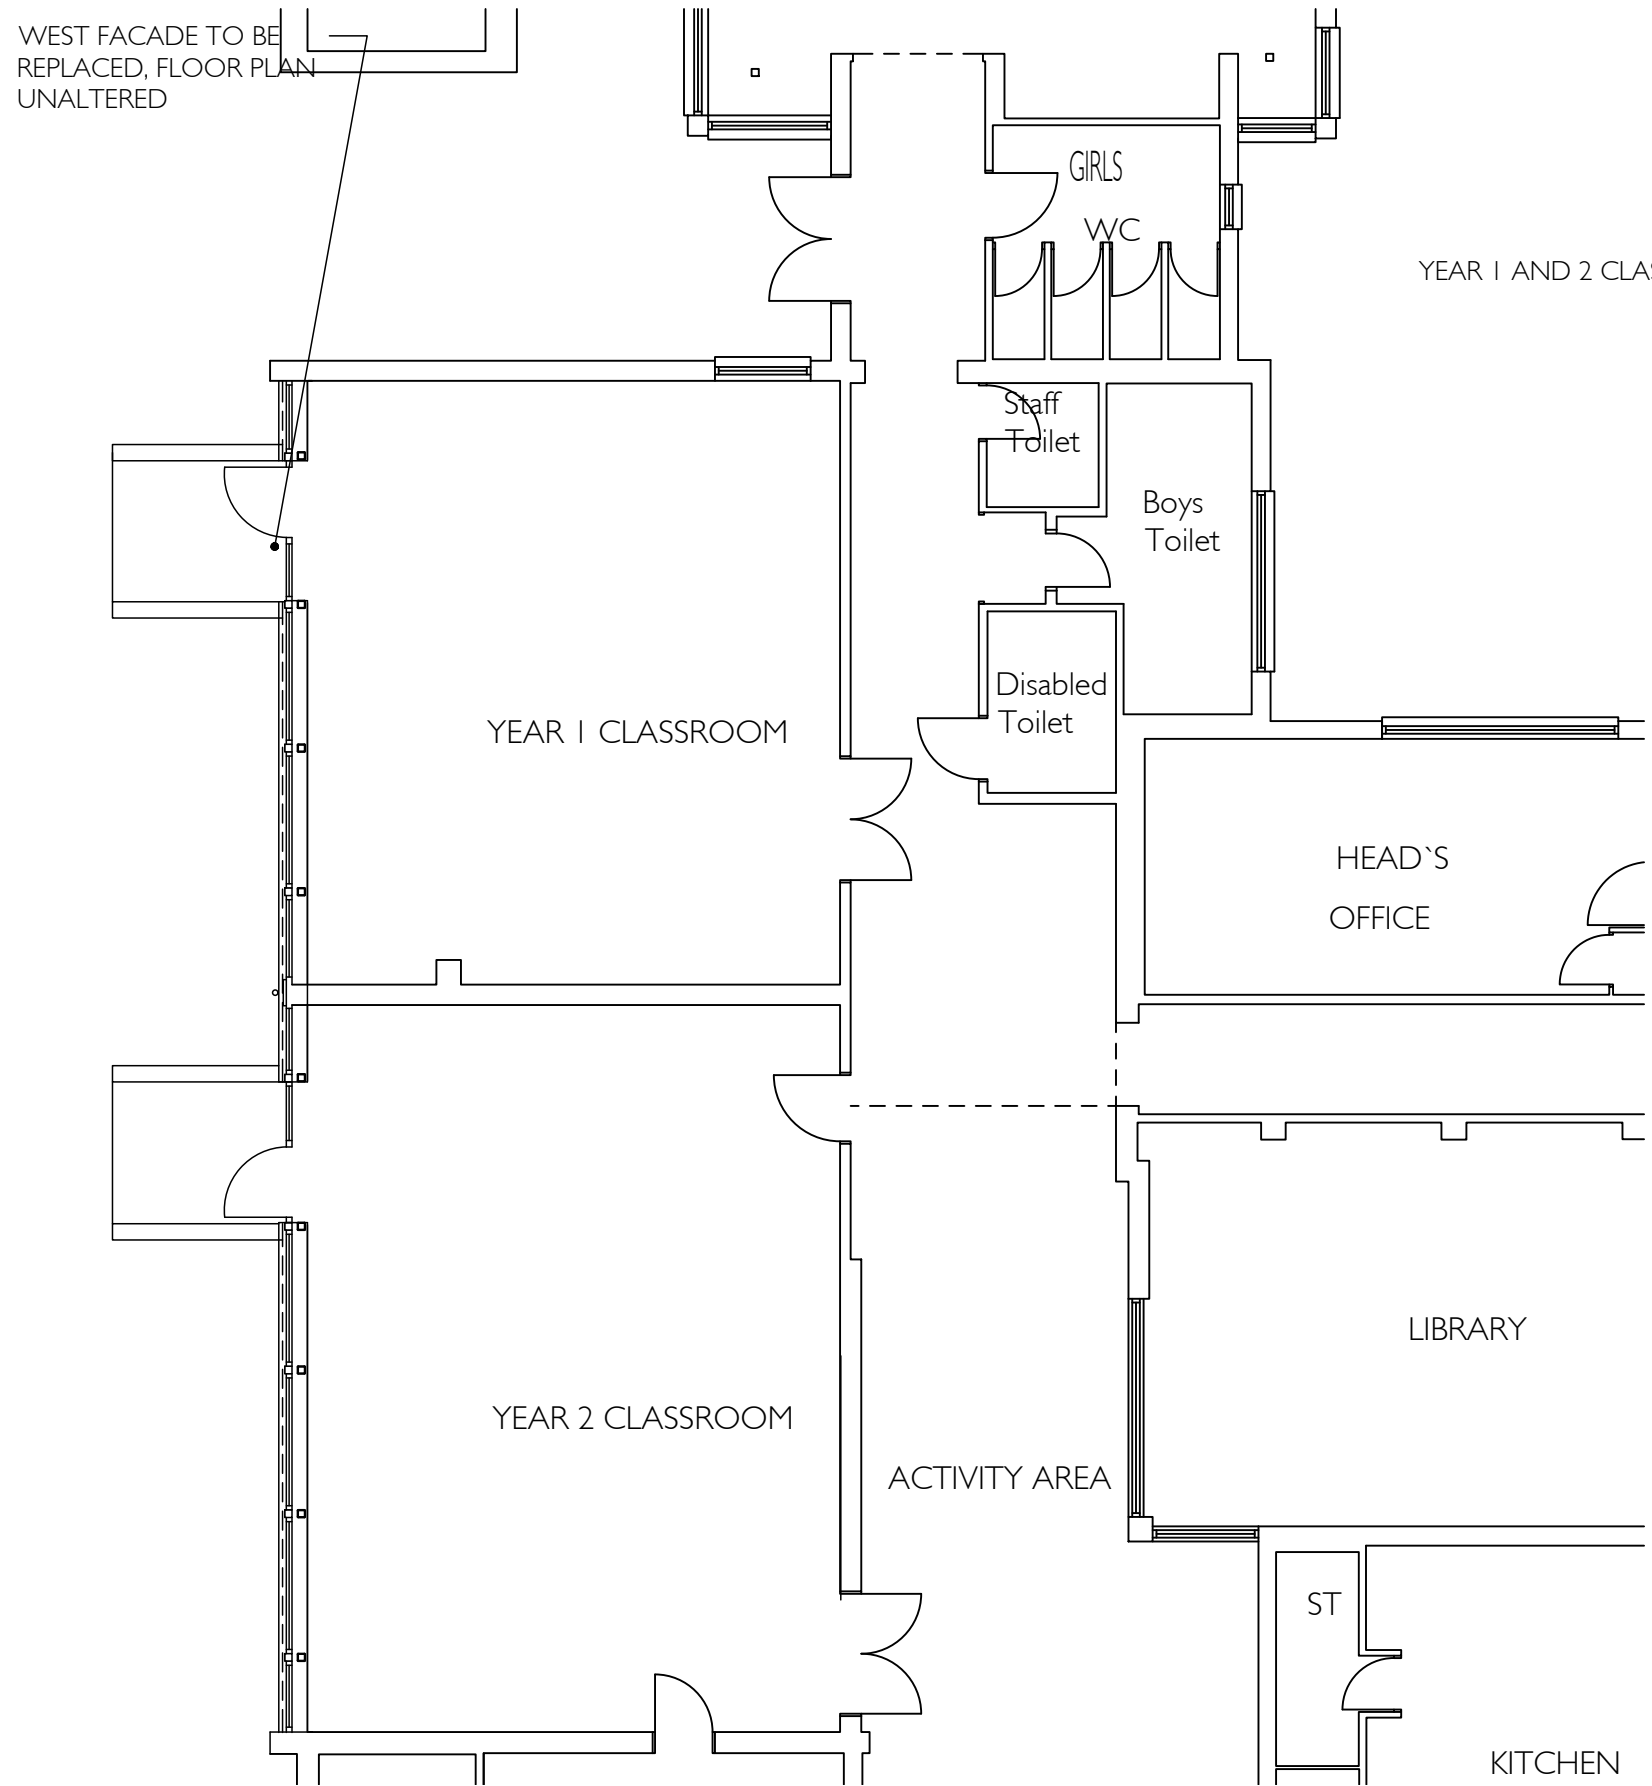 WEST FACADE TO BE
REPLACED, FLOOR PLAN
UNALTERED
GIRLS
WC
YEAR 1 AND 2
Staff
Toilet
Boys
Toilet
Disabled
Toilet
YEAR 1 CLASSROOM
HEAD`S
OFFICE
LIBRARY
YEAR 2 CLASSROOM
ACTIVITY AREA
ST
KITCHEN